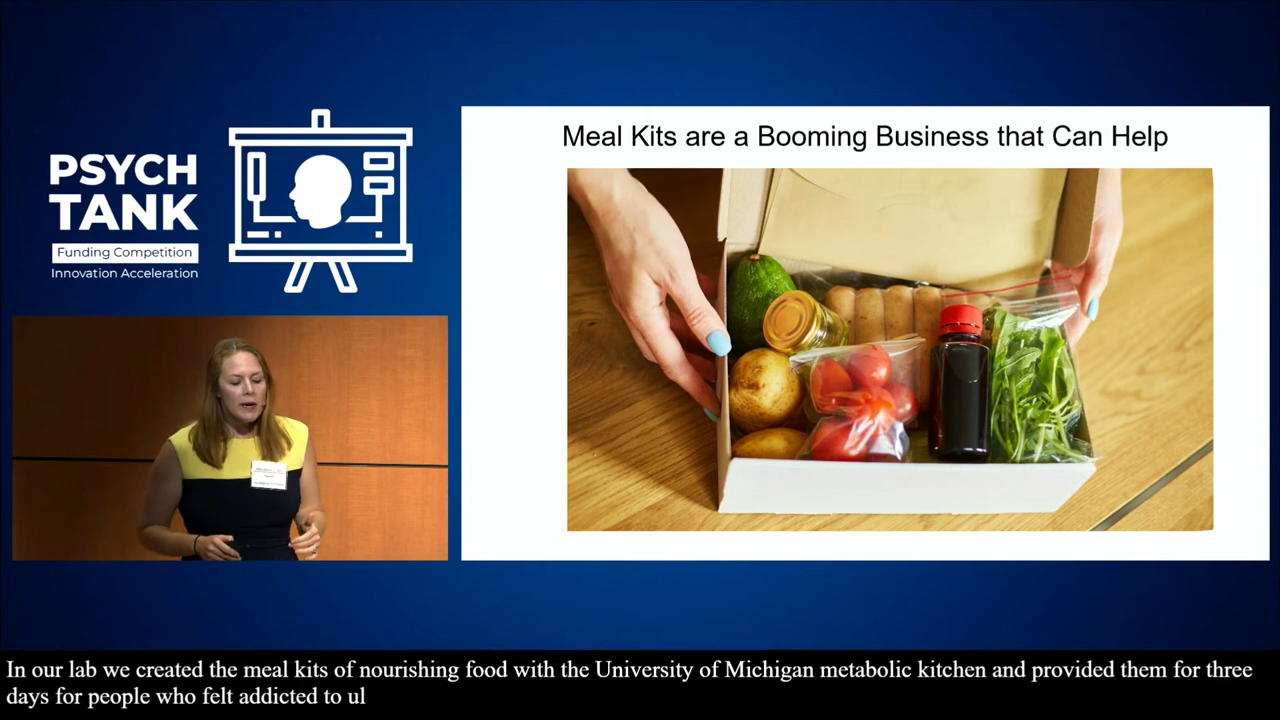 PSYCH
TANK
Funding Competition
Innovation Acceleration
Meal Kits are a Booming Business that Can Help
In our lab we created the meal kits of nourishing food with the University of Michigan metabolic kitchen and provided them for three
days for people who felt addicted to ul